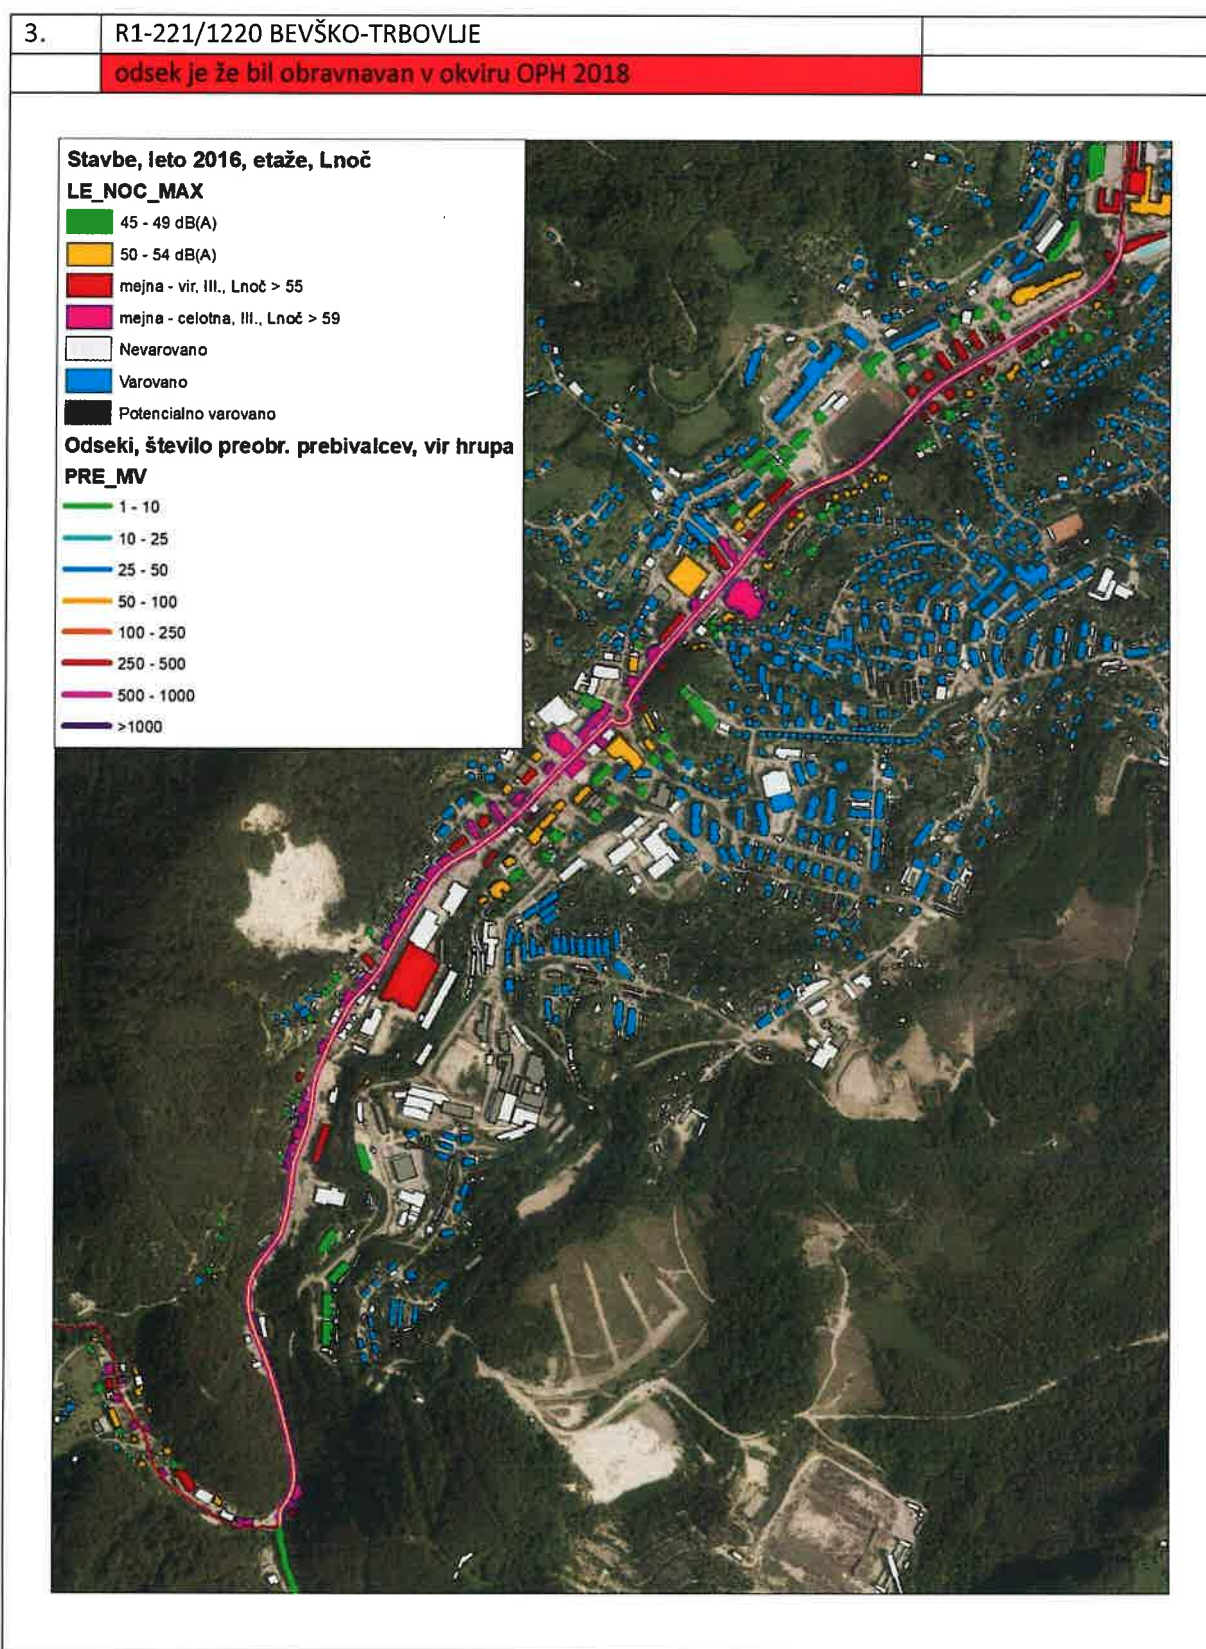 3. R1-221/1220 BEVŠKO-TRBOVLJE
odsek je že bil obravnavan v okviru OPH 2018
Stavbe, leto 2016, etaže, Lnoč
LE_NOC_MAX
45 - 49 dB(A)
50 - 54 dB(A)
mejna - vir, III., Lnoč > 55
mejna - celotna, III., Lnoč > 59
Nevarovano
Varovano
Potencialno varovano
Odseki, število preobr. prebivalcev, vir hrupa
PRE_MV
1 - 10
10 - 25
25 - 50
50 - 100
100 - 250
250 - 500
500 - 1000
>1000